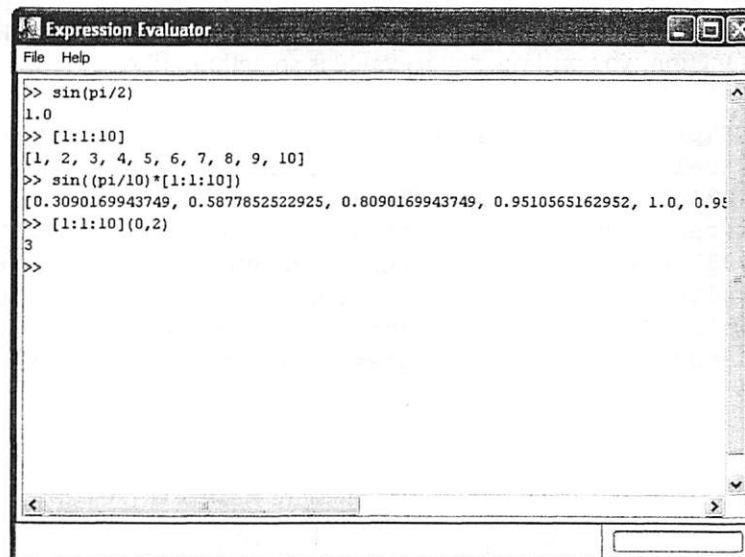 Expression Evaluator
File Help
>> sin(pi/2)
1.0
>> [1:1:10]
[1, 2, 3, 4, 5, 6, 7, 8, 9, 10]
>> sin((pi/10)*[1:1:10])
[0.3090169943749, 0.5877852522925, 0.8090169943749, 0.9510565162952, 1.0, 0.95
>> [1:1:10](0,2)
3
>>